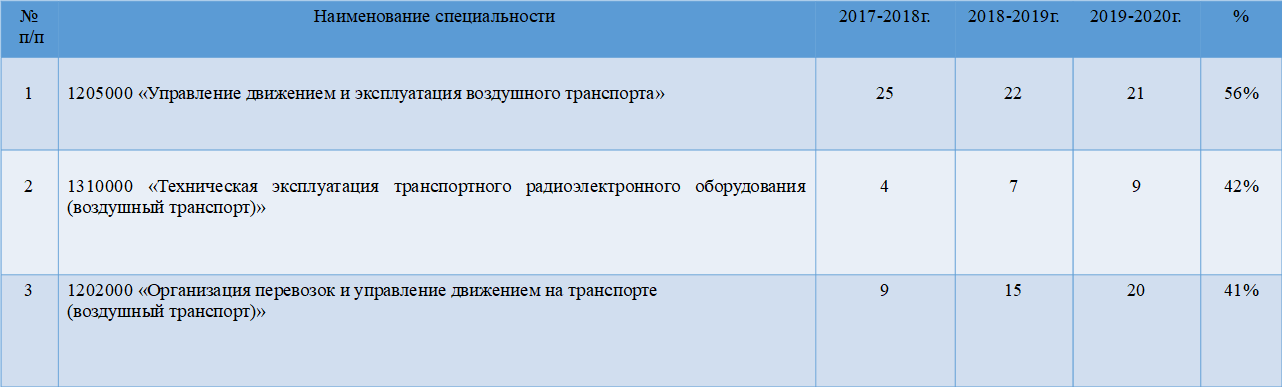 № Наименование специальности 2017-2018г. 2018-2019г. 2019-2020г. %
п/п
1 1205000 «Управление движением и эксплуатация воздушного транспорта» 25 22 21 56%
2 1310000 «Техническая эксплуатация транспортного радиоэлектронного оборудования 4 7 9 42%
(воздушный транспорт)»
3 1202000 «Организация перевозок и управление движением на транспорте 9 15 20 41%
(воздушный транспорт)»